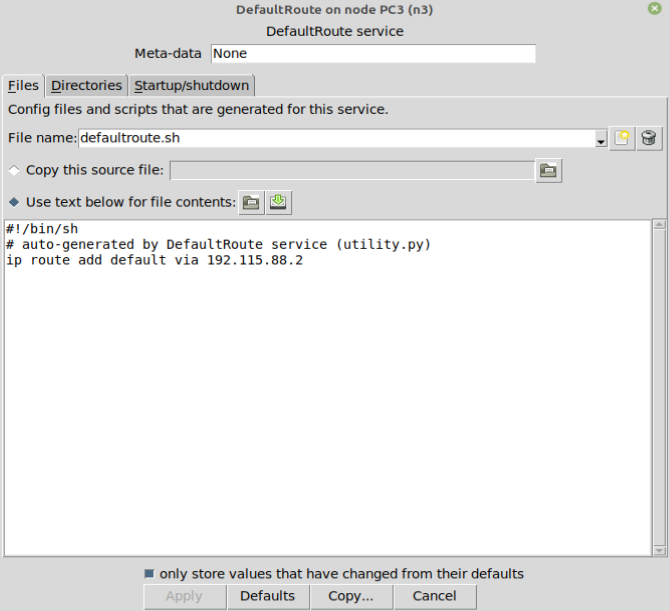 DefaultRoute on node PC3 (n3)
DefaultRoute service
Meta-data None
Files Directories Startup/shutdown
Config files and scripts that are generated for this service.
File name: defaultroute.sh
Copy this source file:
Use text below for file contents:
#!/bin/sh
# auto-generated by DefaultRoute service (utility.py)
ip route add default via 192.115.88.2
only store values that have changed from their defaults
Apply Defaults Copy... Cancel